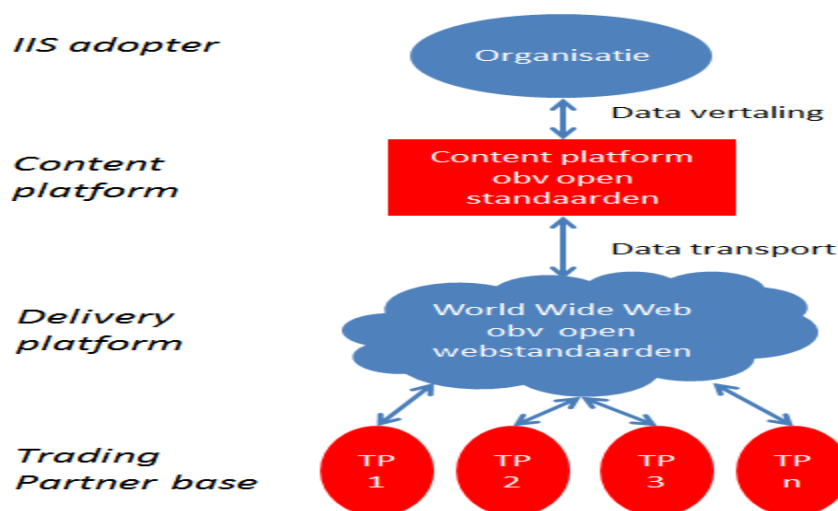 IIS adopter
Organisatie
Data vertaling
Content
platform
Content platform
obv open
standaarden
Data transport
Delivery
platform
World Wide Web
obv open
webstandaarden
Trading
Partner base
TP
1
TP
2
TP
3
TP
n